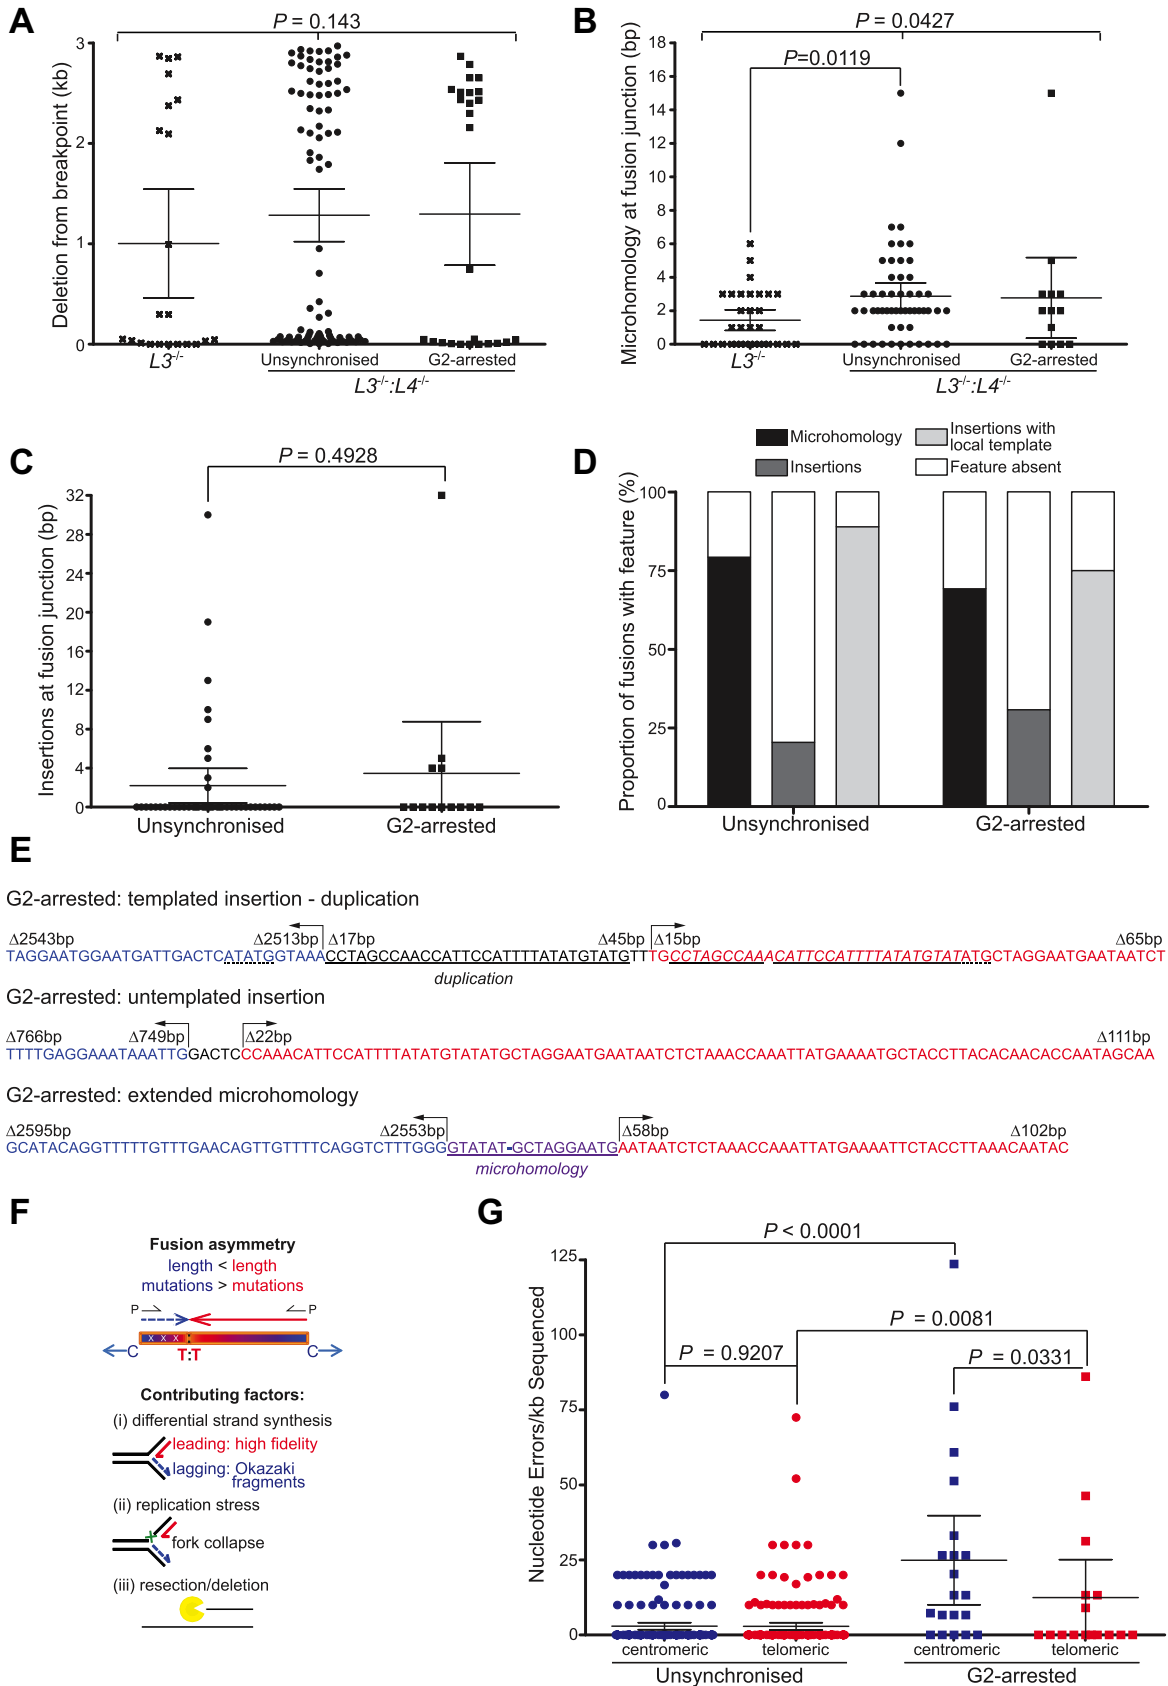 A
P = 0.143
Deletion from breakpoint (kb)
3
2
1
0
L3-/-
Unsynchronised
G2-arrested
L3-/-:L4-/-
B
P = 0.0427
P=0.0119
Microhomology at fusion junction (bp)
18
16
14
12
10
8
6
4
2
0
L3-/-
Unsynchronised
G2-arrested
L3-/-:L4-/-
C
P = 0.4928
Insertions at fusion junction (bp)
32
28
24
20
16
12
8
4
0
Unsynchronised
G2-arrested
D
Microhomology
Insertions
Insertions with
local template
Feature absent
Proportion of fusions with feature (%)
100
75
50
25
0
Unsynchronised
G2-arrested
E
G2-arrested: templated insertion - duplication
Δ2543bp Δ2513bp Δ17bp Δ45bp Δ15bp Δ65bp
TAGGAATGGAATGATTGACTCATATGGTAAACCTAGCCAACCATTCCATTTTATATGTATGTTTGCCTAGCCAAACATTCCATTTTATATGTATATGCTAGGAATGAATAATCT
duplication
G2-arrested: untemplated insertion
Δ766bp Δ749bp Δ22bp Δ111bp
TTTTGAGGAAATAAATTGGACTCCCAAACATTCCATTTTATATGTATATGCTAGGAATGAATAATCTCTAAACCAAATTATGAAAATGCTACCTTACACAACACCAATAGCAA
G2-arrested: extended microhomology
Δ2595bp Δ2553bp Δ58bp Δ102bp
GCATACAGGTTTTTGTTTGAACAGTTGTTTTCAGGTCTTTGGGGTATAT-GCTAGGAATGAATAATCTCTAAACCAAATTATGAAAATTCTACCTTAAACAATAC
microhomology
F
Fusion asymmetry
length < length
mutations > mutations
P P
x x x
C C
T:T
Contributing factors:
(i) differential strand synthesis
leading: high fidelity
lagging: Okazaki
fragments
(ii) replication stress
fork collapse
(iii) resection/deletion
G
P < 0.0001
P = 0.0081
P = 0.9207
P = 0.0331
Nucleotide Errors/kb Sequenced
125
100
75
50
25
0
centromeric
telomeric
centromeric
telomeric
Unsynchronised
G2-arrested